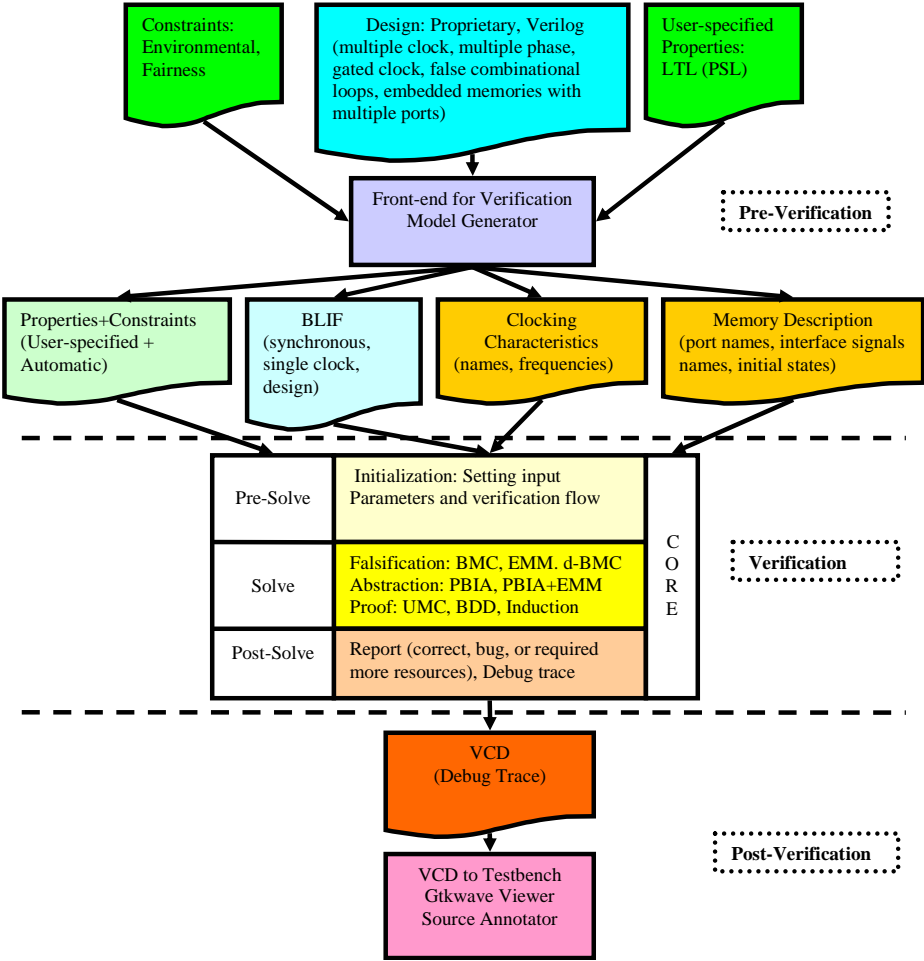 Constraints:
Environmental,
Fairness
Design: Proprietary, Verilog
(multiple clock, multiple phase,
gated clock, false combinational
loops, embedded memories with
multiple ports)
User-specified
Properties:
LTL (PSL)
Front-end for Verification
Model Generator
Pre-Verification
Properties+Constraints
(User-specified +
Automatic)
BLIF
(synchronous,
single clock,
design)
Clocking
Characteristics
(names, frequencies)
Memory Description
(port names, interface signals
names, initial states)
Pre-Solve
Initialization: Setting input
Parameters and verification flow
Solve
Falsification: BMC, EMM. d-BMC
Abstraction: PBIA, PBIA+EMM
Proof: UMC, BDD, Induction
Post-Solve
Report (correct, bug, or required
more resources), Debug trace
C
O
R
E
Verification
VCD
(Debug Trace)
VCD to Testbench
Gtkwave Viewer
Source Annotator
Post-Verification